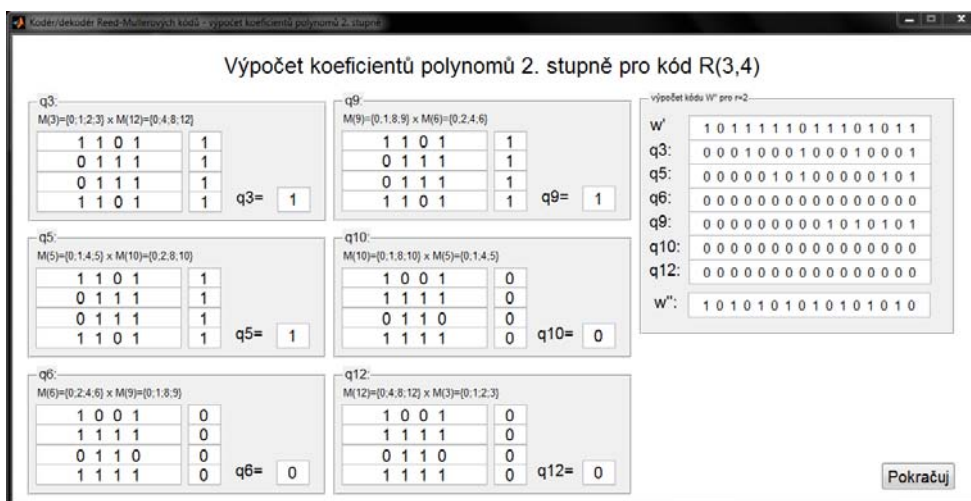 Kodér/dekodér Reed-Mullerových kódů - výpočet koeficientů polynomů 2. stupně
Výpočet koeficientů polynomů 2. stupně pro kód R(3,4)
q3:
M(3)={0;1;2;3} x M(12)={0;4;8;12}
1 1 0 1 1
0 1 1 1 1
0 1 1 1 1
1 1 0 1 1
q3= 1
q9:
M(9)={0;1,8,9} x M(6)={0;2,4;6}
1 1 0 1 1
0 1 1 1 1
0 1 1 1 1
1 1 0 1 1
q9= 1
q5:
M(5)={0;1;4;5} x M(10)={0;2;8;10}
1 1 0 1 1
0 1 1 1 1
0 1 1 1 1
1 1 0 1 1
q5= 1
q10:
M(10)={0;1,8;10} x M(5)={0;1;4;5}
1 0 0 1 0
1 1 1 1 0
0 1 1 0 0
1 1 1 1 0
q10= 0
q6:
M(6)={0;2;4;6} x M(9)={0;1;8;9}
1 0 0 1 0
1 1 1 1 0
0 1 1 0 0
1 1 1 1 0
q6= 0
q12:
M(12)={0;4;8;12} x M(3)={0;1;2;3}
1 0 0 1 0
1 1 1 1 0
0 1 1 0 0
1 1 1 1 0
q12= 0
výpočet kódu W'' pro r=2
w' 1 0 1 1 1 1 1 0 1 1 1 0 1 0 1 1
q3: 0 0 0 1 0 0 0 1 0 0 0 1 0 0 0 1
q5: 0 0 0 0 0 1 0 1 0 0 0 0 0 1 0 1
q6: 0 0 0 0 0 0 0 0 0 0 0 0 0 0 0 0
q9: 0 0 0 0 0 0 0 0 0 1 0 1 0 1 0 1
q10: 0 0 0 0 0 0 0 0 0 0 0 0 0 0 0 0
q12: 0 0 0 0 0 0 0 0 0 0 0 0 0 0 0 0
w'': 1 0 1 0 1 0 1 0 1 0 1 0 1 0 1 0
Pokračuj